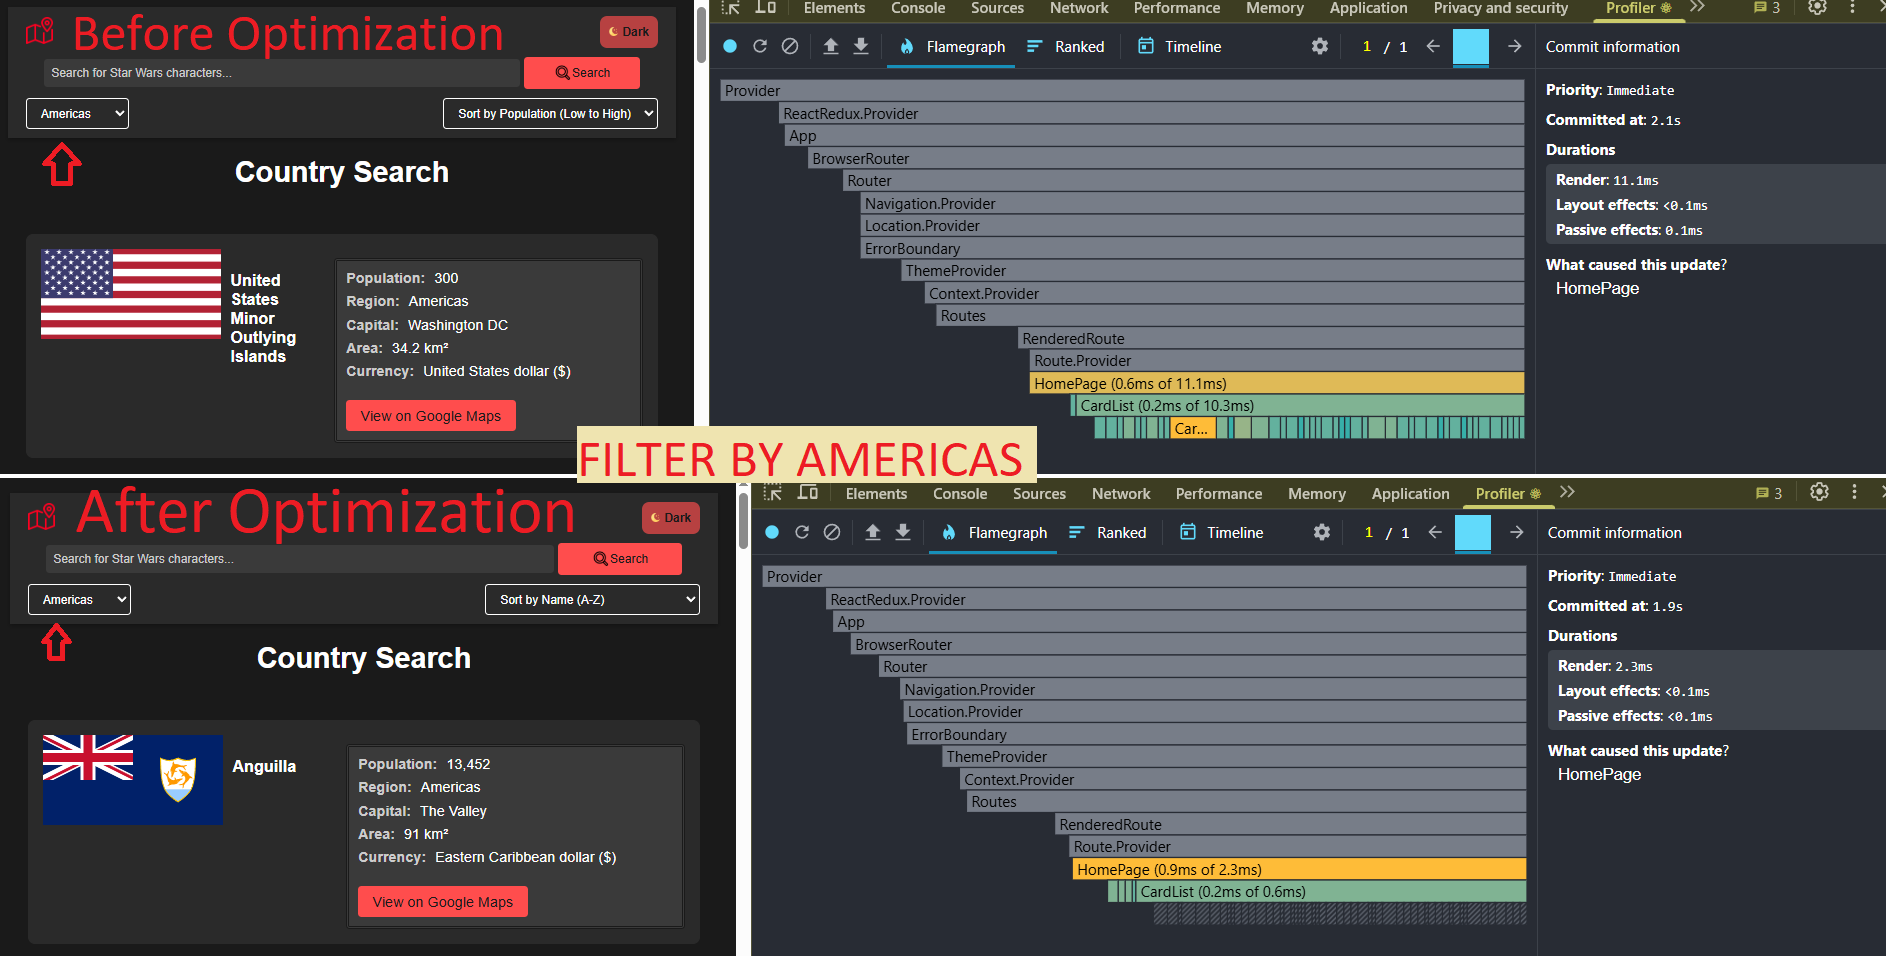 Before Optimization
Dark
Search for Star Wars characters...
Search
Americas
Sort by Population (Low to High)
Country Search
United
States
Minor
Outlying
Islands
Population: 300
Region: Americas
Capital: Washington DC
Area: 34.2 km²
Currency: United States dollar ($)
View on Google Maps
Elements Console Sources Network Performance Memory Application Privacy and security Profiler 3
Flamegraph Ranked Timeline 1 / 1
Provider
ReactRedux.Provider
App
BrowserRouter
Router
Navigation.Provider
Location.Provider
ErrorBoundary
ThemeProvider
Context.Provider
Routes
RenderedRoute
Route.Provider
HomePage (0.6ms of 11.1ms)
CardList (0.2ms of 10.3ms)
Car...
Commit information
Priority: Immediate
Committed at: 2.1s
Durations
Render: 11.1ms
Layout effects: <0.1ms
Passive effects: 0.1ms
What caused this update?
HomePage
FILTER BY AMERICAS
After Optimization
Dark
Search for Star Wars characters...
Search
Americas
Sort by Name (A-Z)
Country Search
Anguilla
Population: 13,452
Region: Americas
Capital: The Valley
Area: 91 km²
Currency: Eastern Caribbean dollar ($)
View on Google Maps
Elements Console Sources Network Performance Memory Application Profiler 3
Flamegraph Ranked Timeline 1 / 1
Provider
ReactRedux.Provider
App
BrowserRouter
Router
Navigation.Provider
Location.Provider
ErrorBoundary
ThemeProvider
Context.Provider
Routes
RenderedRoute
Route.Provider
HomePage (0.9ms of 2.3ms)
CardList (0.2ms of 0.6ms)
Commit information
Priority: Immediate
Committed at: 1.9s
Durations
Render: 2.3ms
Layout effects: <0.1ms
Passive effects: <0.1ms
What caused this update?
HomePage